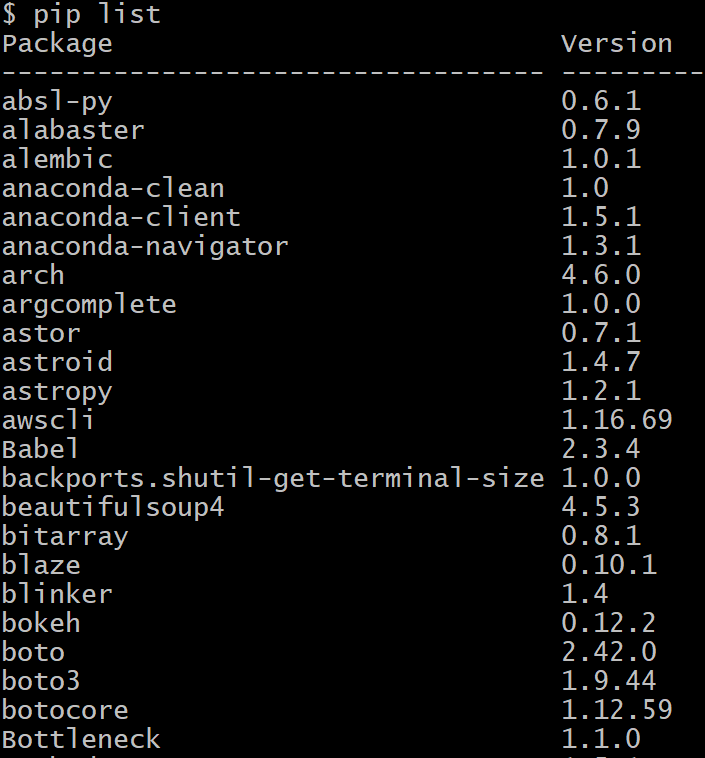 $ pip list
Package Version
---------------------------------- ---------
absl-py 0.6.1
alabaster 0.7.9
alembic 1.0.1
anaconda-clean 1.0
anaconda-client 1.5.1
anaconda-navigator 1.3.1
arch 4.6.0
argcomplete 1.0.0
astor 0.7.1
astroid 1.4.7
astropy 1.2.1
awscli 1.16.69
Babel 2.3.4
backports.shutil-get-terminal-size 1.0.0
beautifulsoup4 4.5.3
bitarray 0.8.1
blaze 0.10.1
blinker 1.4
bokeh 0.12.2
boto 2.42.0
boto3 1.9.44
botocore 1.12.59
Bottleneck 1.1.0